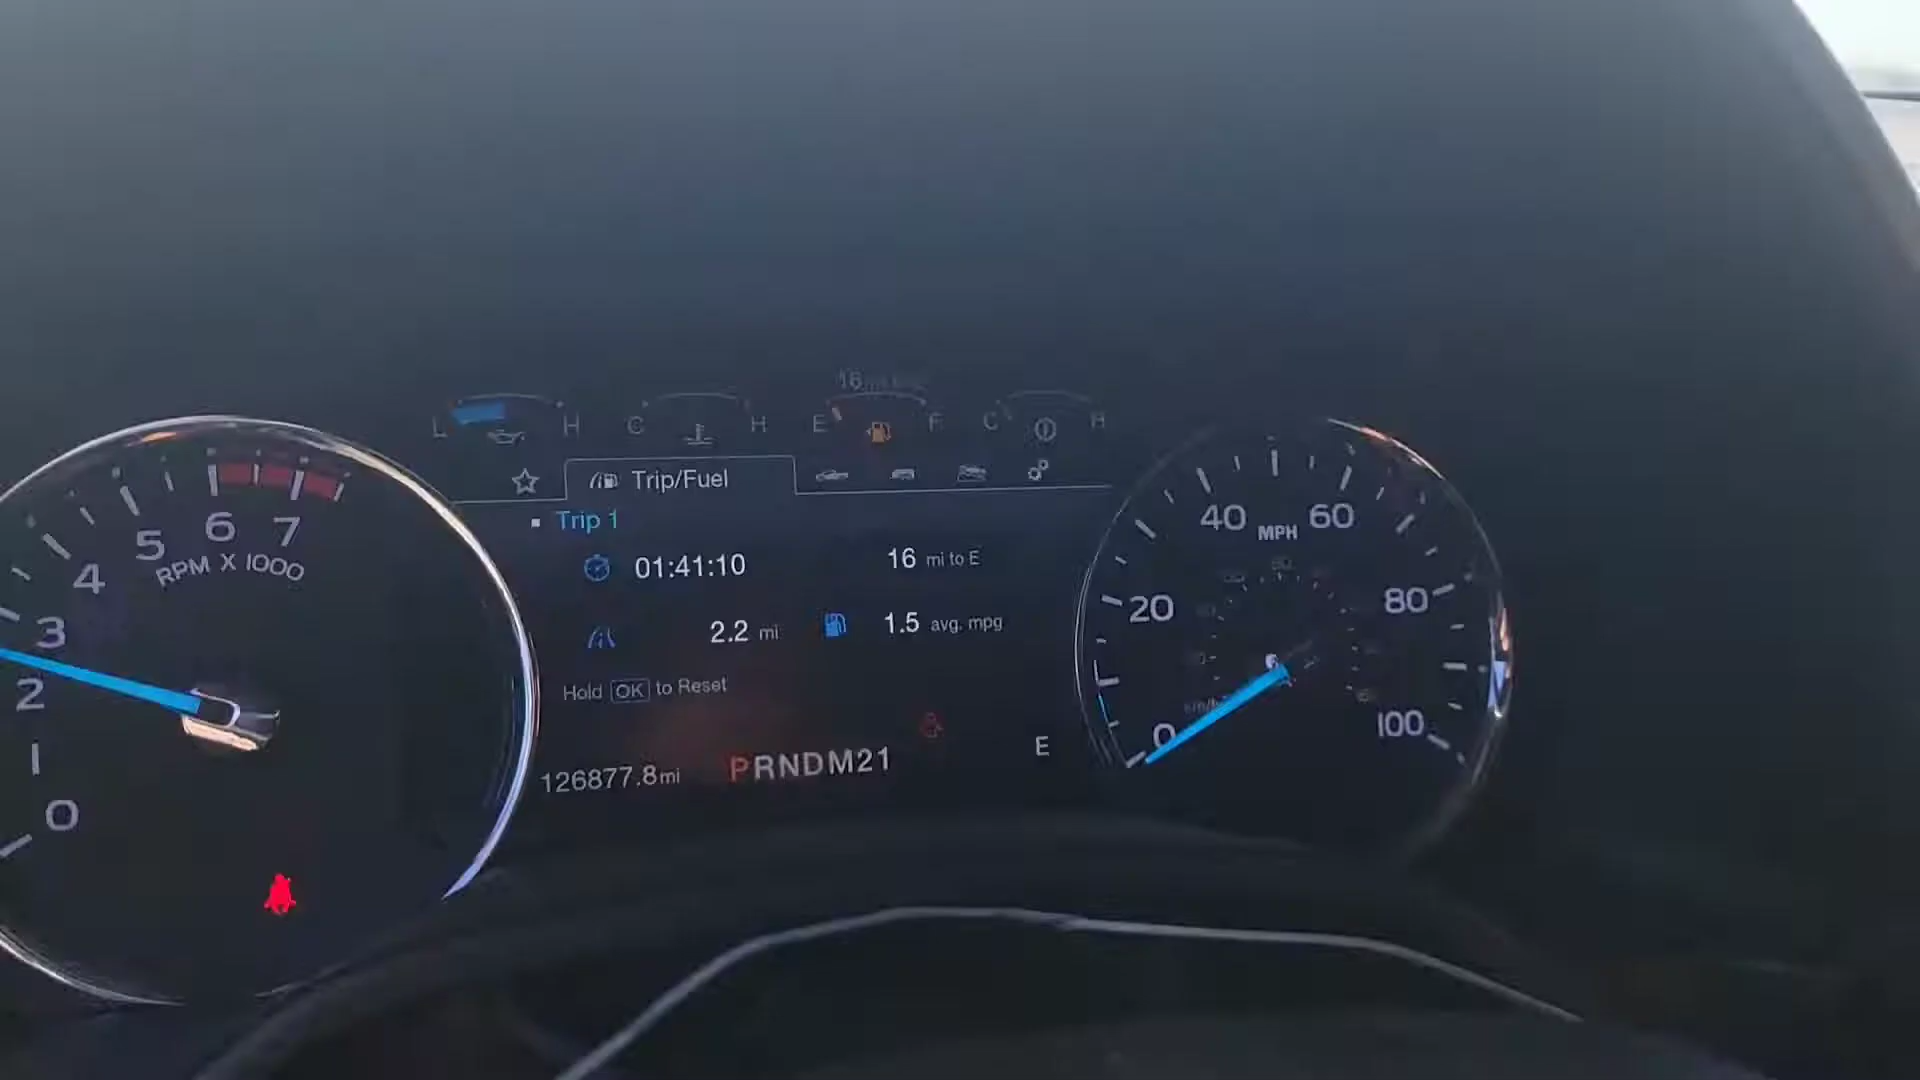 16
L H C H E F C H
Trip/Fuel
Trip 1
01:41:10 16 mi to E
2.2 mi 1.5 avg. mpg
Hold OK to Reset
126877.8mi PRNDM21 E
0 1 2 3 4 5 6 7
RPM X 1000
0 20 40 60 80 100
MPH